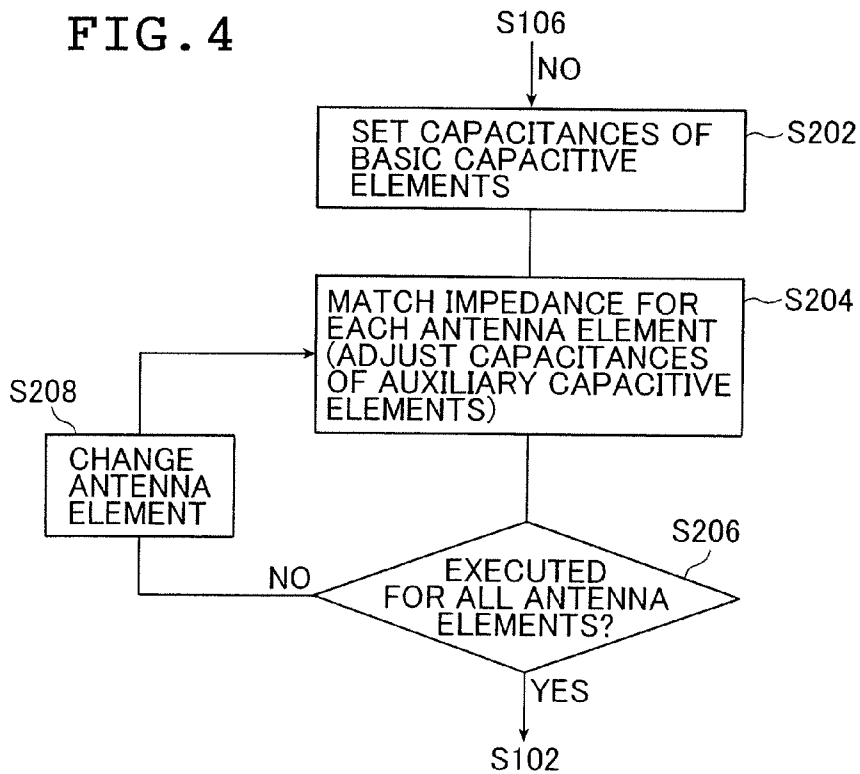 FIG.4
S106
NO
SET CAPACITANCES OF
BASIC CAPACITIVE
ELEMENTS
S202
MATCH IMPEDANCE FOR
EACH ANTENNA ELEMENT
(ADJUST CAPACITANCES
OF AUXILIARY CAPACITIVE
ELEMENTS)
S204
S208
CHANGE
ANTENNA
ELEMENT
S206
EXECUTED
FOR ALL ANTENNA
ELEMENTS?
NO
YES
S102